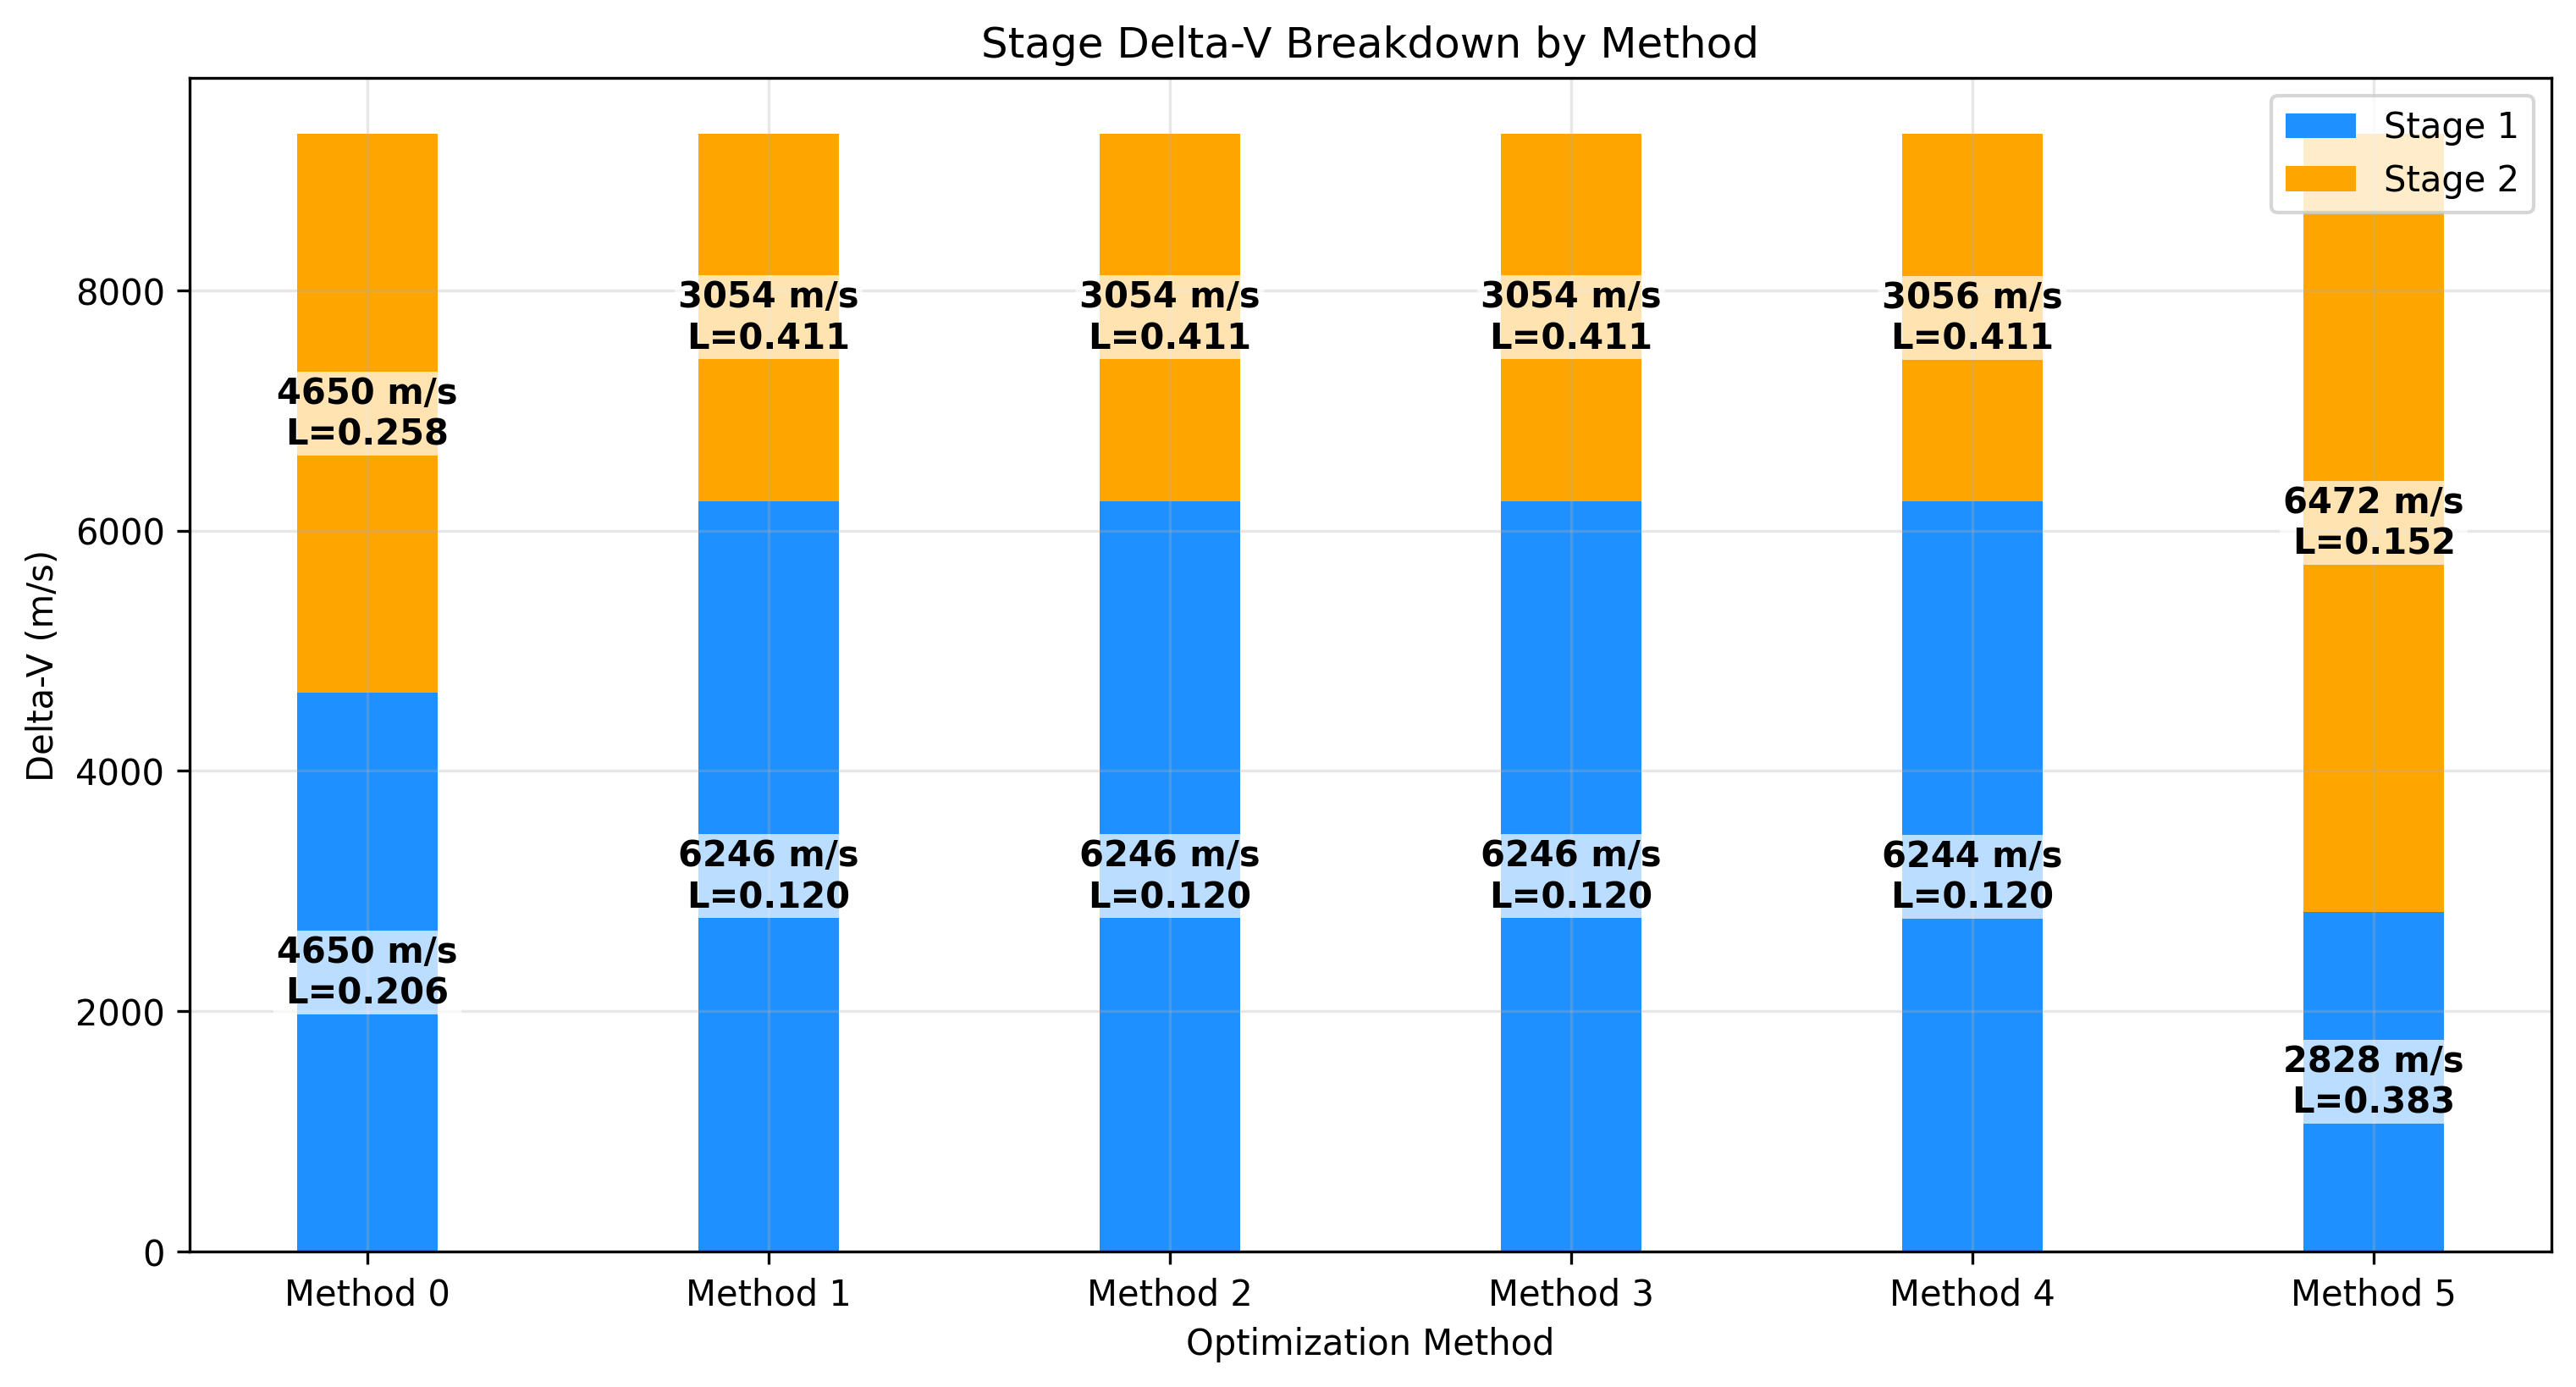 Stage Delta-V Breakdown by Method
Stage 1
Stage 2
Delta-V (m/s)
8000
6000
4000
2000
0
4650 m/s
L=0.258
4650 m/s
L=0.206
3054 m/s
L=0.411
6246 m/s
L=0.120
3054 m/s
L=0.411
6246 m/s
L=0.120
3054 m/s
L=0.411
6246 m/s
L=0.120
3056 m/s
L=0.411
6244 m/s
L=0.120
6472 m/s
L=0.152
2828 m/s
L=0.383
Method 0
Method 1
Method 2
Method 3
Method 4
Method 5
Optimization Method